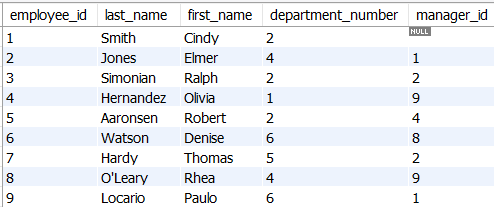 employee_id last_name first_name department_number manager_id
1 Smith Cindy 2 NULL
2 Jones Elmer 4 1
3 Simonian Ralph 2 2
4 Hernandez Olivia 1 9
5 Aaronsen Robert 2 4
6 Watson Denise 6 8
7 Hardy Thomas 5 2
8 O'Leary Rhea 4 9
9 Locario Paulo 6 1